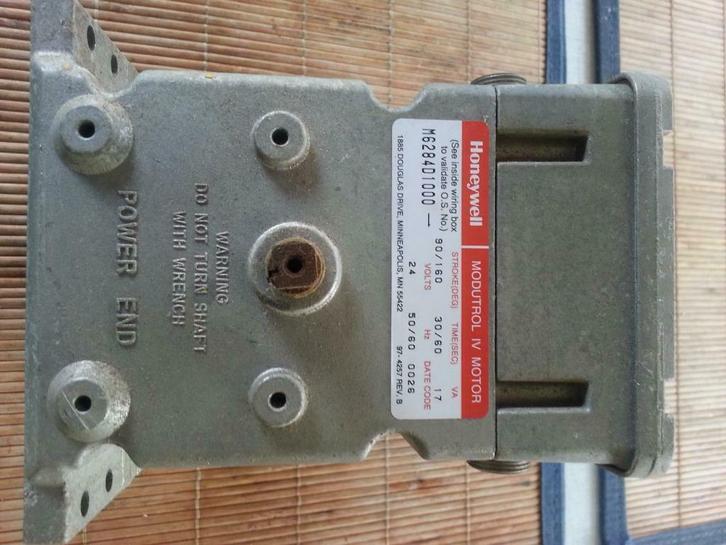 Honeywell
MODUTROL IV MOTOR
(See inside wiring box
to validate O.S. No.)
STROKE(DEG) TIME(SEC) VA
M6284D1000 — 90/160 30/60 17
VOLTS Hz DATE CODE
24 50/60 0026
1885 DOUGLAS DRIVE, MINNEAPOLIS, MN 55422
97-4257 REV. B
WARNING
DO NOT TURN SHAFT
WITH WRENCH
POWER END